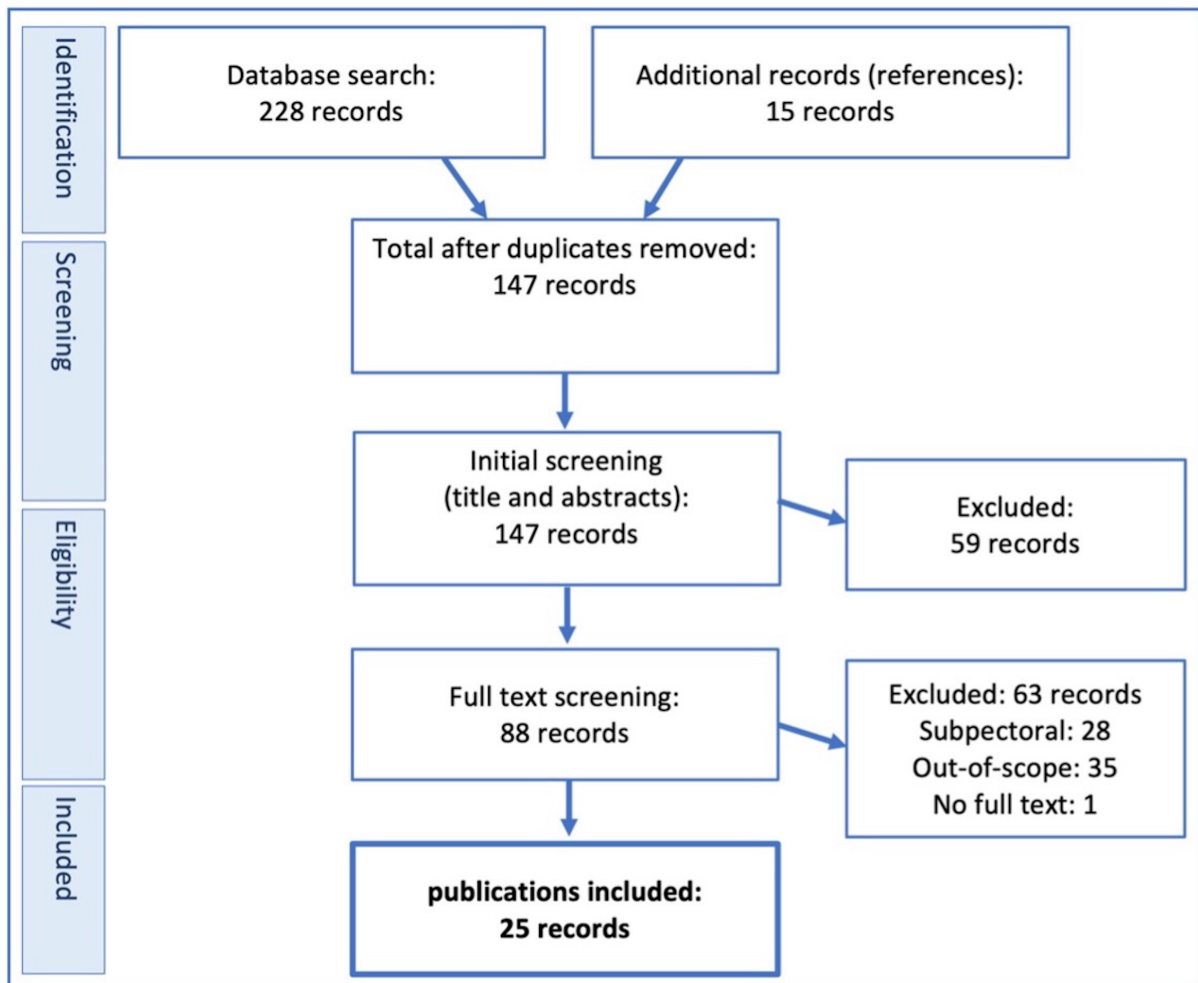 Identification
Database search:
228 records
Additional records (references):
15 records
Screening
Total after duplicates removed:
147 records
Initial screening
(title and abstracts):
147 records
Excluded:
59 records
Eligibility
Full text screening:
88 records
Excluded: 63 records
Subpectoral: 28
Out-of-scope: 35
No full text: 1
Included
publications included:
25 records